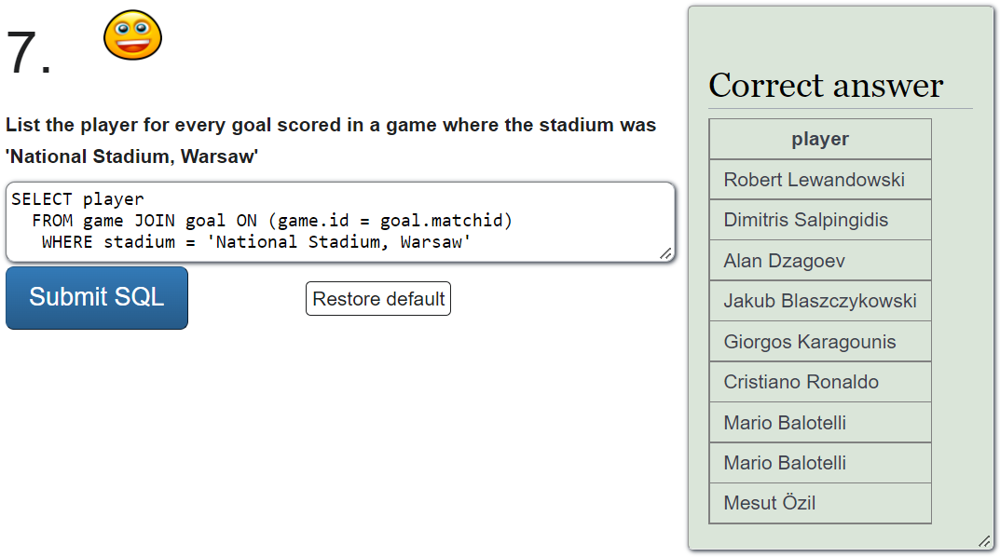 7.
List the player for every goal scored in a game where the stadium was
'National Stadium, Warsaw'
SELECT player
FROM game JOIN goal ON (game.id = goal.matchid)
WHERE stadium = 'National Stadium, Warsaw'
Submit SQL
Restore default
Correct answer
player
Robert Lewandowski
Dimitris Salpingidis
Alan Dzagoev
Jakub Blaszczykowski
Giorgos Karagounis
Cristiano Ronaldo
Mario Balotelli
Mario Balotelli
Mesut Özil